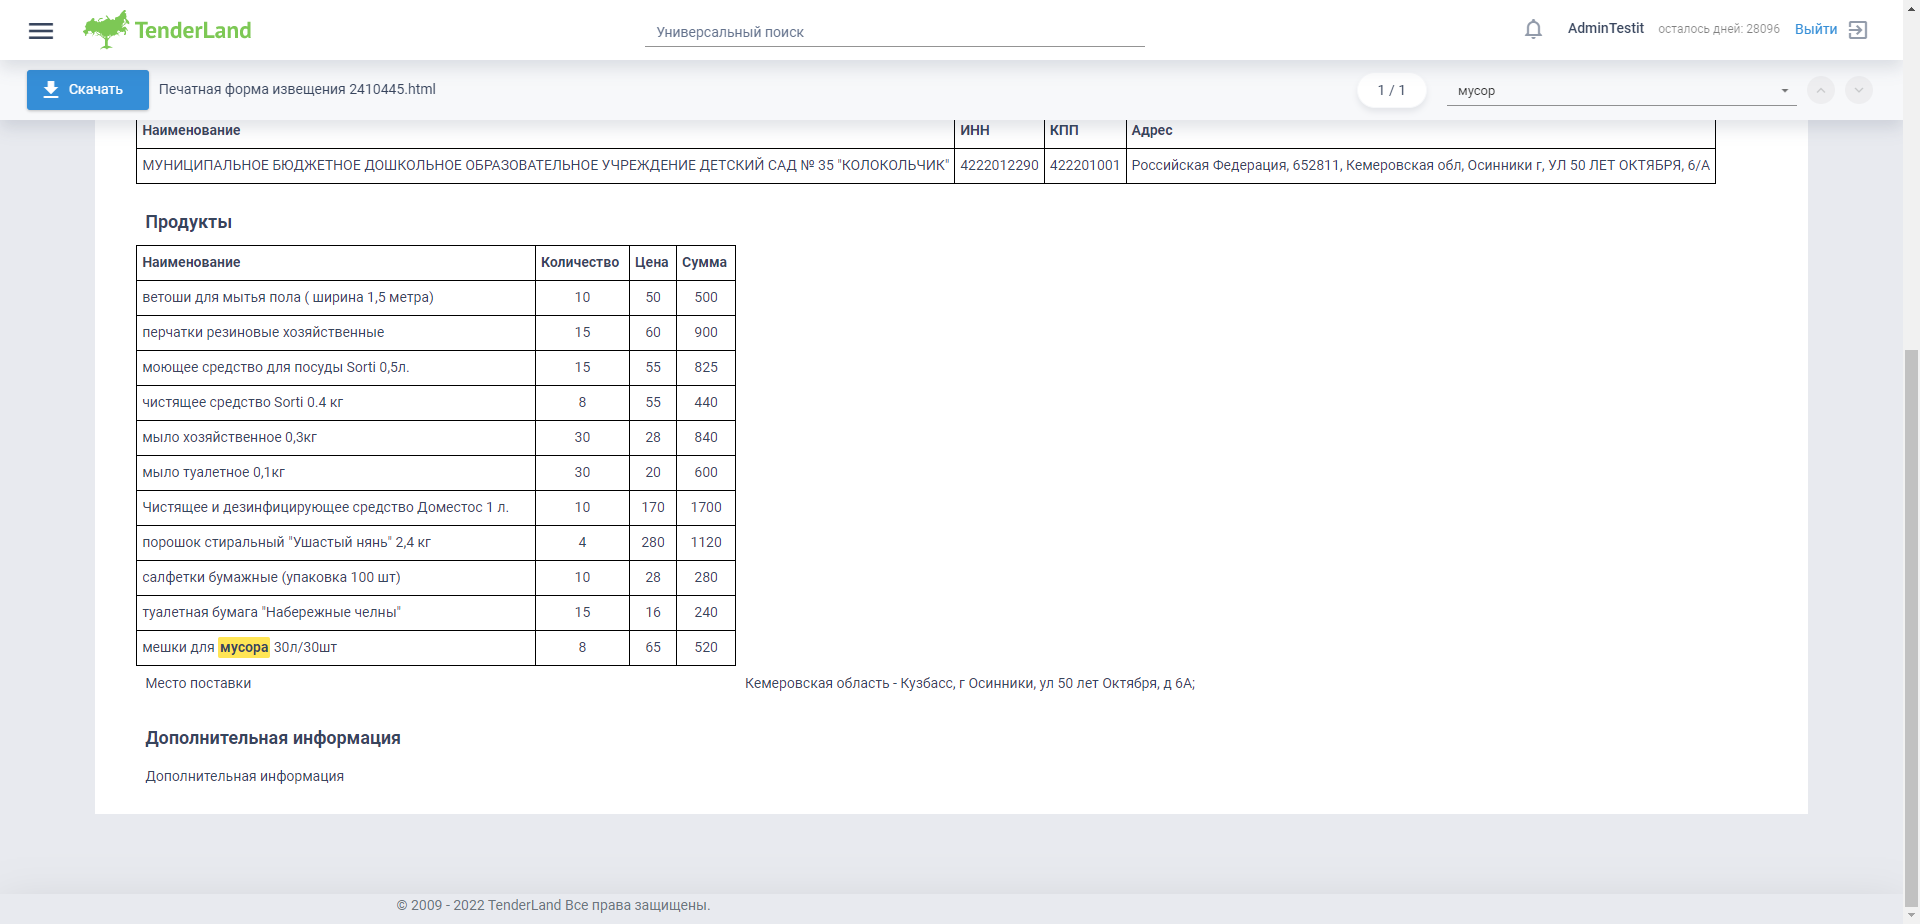 TenderLand
Универсальный поиск
AdminTestit осталось дней: 28096 Выйти
Скачать Печатная форма извещения 2410445.html 1 / 1 мусор
Наименование ИНН КПП Адрес
МУНИЦИПАЛЬНОЕ БЮДЖЕТНОЕ ДОШКОЛЬНОЕ ОБРАЗОВАТЕЛЬНОЕ УЧРЕЖДЕНИЕ ДЕТСКИЙ САД № 35 "КОЛОКОЛЬЧИК" 4222012290 422201001 Российская Федерация, 652811, Кемеровская обл, Осинники г, УЛ 50 ЛЕТ ОКТЯБРЯ, 6/А
Продукты
Наименование Количество Цена Сумма
ветоши для мытья пола ( ширина 1,5 метра) 10 50 500
перчатки резиновые хозяйственные 15 60 900
моющее средство для посуды Sorti 0,5л. 15 55 825
чистящее средство Sorti 0.4 кг 8 55 440
мыло хозяйственное 0,3кг 30 28 840
мыло туалетное 0,1кг 30 20 600
Чистящее и дезинфицирующее средство Доместос 1 л. 10 170 1700
порошок стиральный "Ушастый нянь" 2,4 кг 4 280 1120
салфетки бумажные (упаковка 100 шт) 10 28 280
туалетная бумага "Набережные челны" 15 16 240
мешки для мусора 30л/30шт 8 65 520
Место поставки Кемеровская область - Кузбасс, г Осинники, ул 50 лет Октября, д 6А;
Дополнительная информация
Дополнительная информация
© 2009 - 2022 TenderLand Все права защищены.